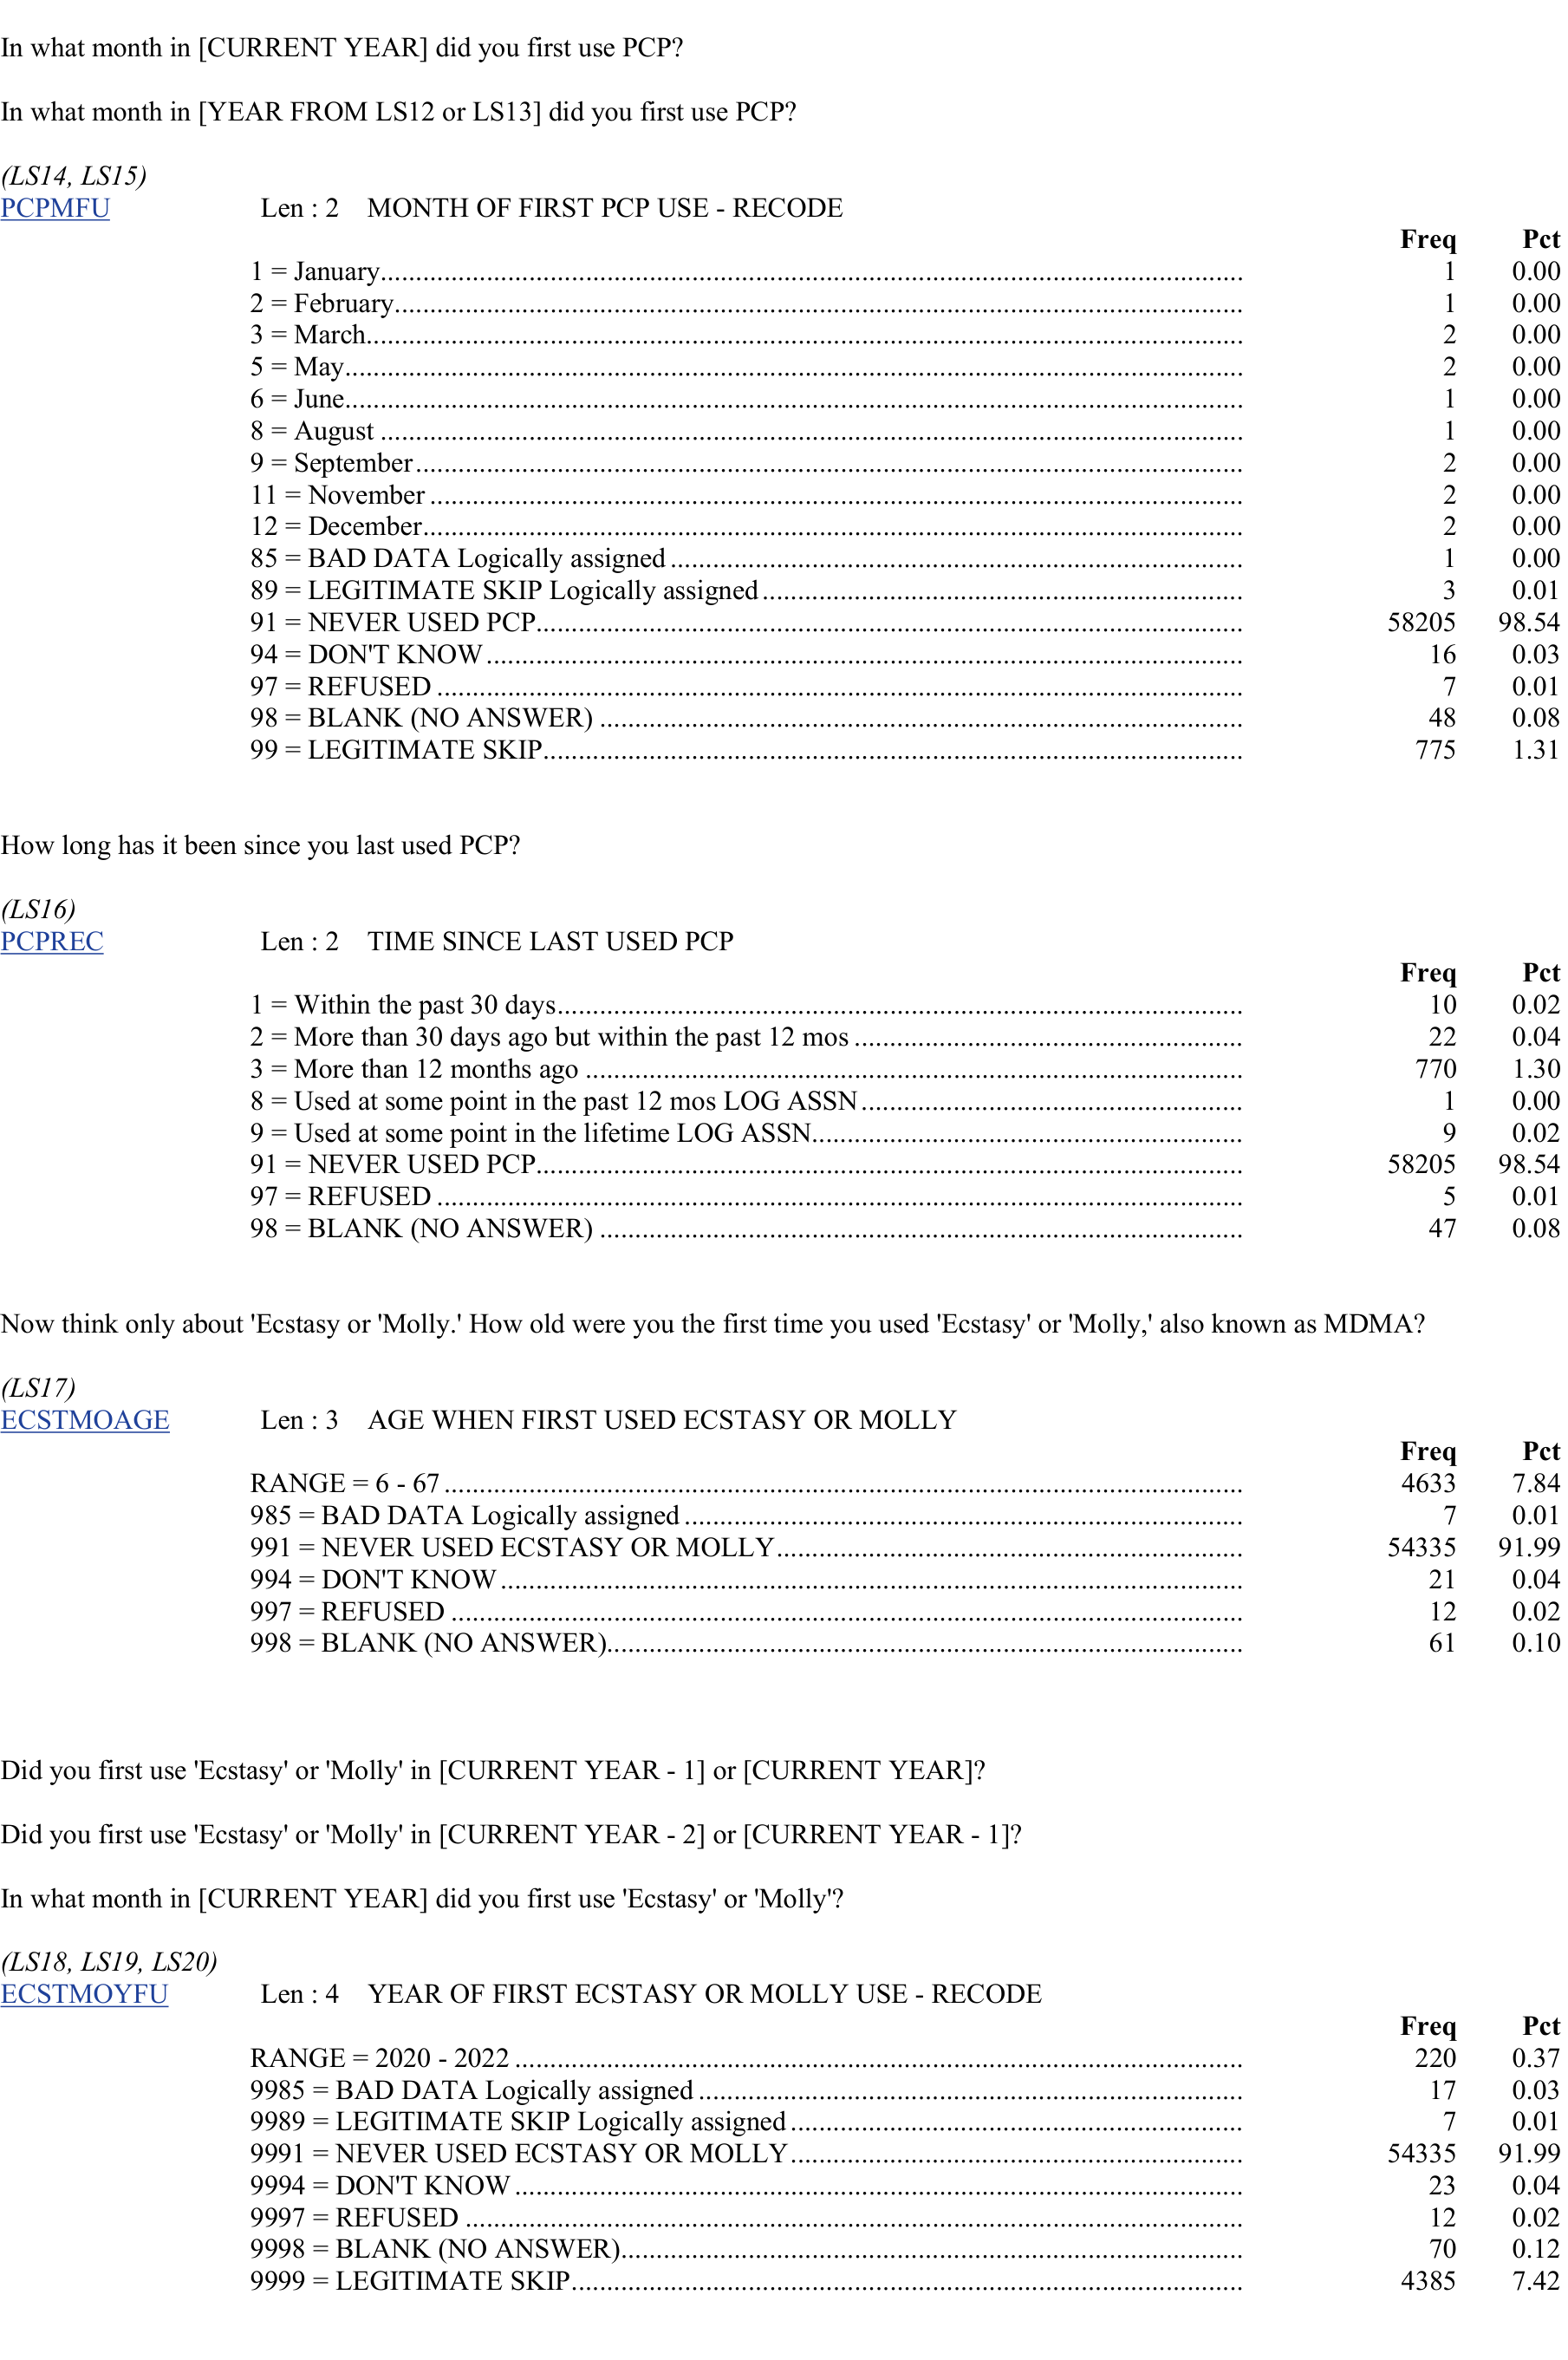 In what month in [CURRENT YEAR] did you first use PCP?
In what month in [YEAR FROM LS12 or LS13] did you first use PCP?
(LS14, LS15)
PCPMFU Len : 2 MONTH OF FIRST PCP USE - RECODE
Freq Pct
1 = January 1 0.00
2 = February 1 0.00
3 = March 2 0.00
5 = May 2 0.00
6 = June 1 0.00
8 = August 1 0.00
9 = September 2 0.00
11 = November 2 0.00
12 = December 2 0.00
85 = BAD DATA Logically assigned 1 0.00
89 = LEGITIMATE SKIP Logically assigned 3 0.01
91 = NEVER USED PCP 58205 98.54
94 = DON'T KNOW 16 0.03
97 = REFUSED 7 0.01
98 = BLANK (NO ANSWER) 48 0.08
99 = LEGITIMATE SKIP 775 1.31
How long has it been since you last used PCP?
(LS16)
PCPREC Len : 2 TIME SINCE LAST USED PCP
Freq Pct
1 = Within the past 30 days 10 0.02
2 = More than 30 days ago but within the past 12 mos 22 0.04
3 = More than 12 months ago 770 1.30
8 = Used at some point in the past 12 mos LOG ASSN 1 0.00
9 = Used at some point in the lifetime LOG ASSN 9 0.02
91 = NEVER USED PCP 58205 98.54
97 = REFUSED 5 0.01
98 = BLANK (NO ANSWER) 47 0.08
Now think only about 'Ecstasy or 'Molly.' How old were you the first time you used 'Ecstasy' or 'Molly,' also known as MDMA?
(LS17)
ECSTMOAGE Len : 3 AGE WHEN FIRST USED ECSTASY OR MOLLY
Freq Pct
RANGE = 6 - 67 4633 7.84
985 = BAD DATA Logically assigned 7 0.01
991 = NEVER USED ECSTASY OR MOLLY 54335 91.99
994 = DON'T KNOW 21 0.04
997 = REFUSED 12 0.02
998 = BLANK (NO ANSWER) 61 0.10
Did you first use 'Ecstasy' or 'Molly' in [CURRENT YEAR - 1] or [CURRENT YEAR]?
Did you first use 'Ecstasy' or 'Molly' in [CURRENT YEAR - 2] or [CURRENT YEAR - 1]?
In what month in [CURRENT YEAR] did you first use 'Ecstasy' or 'Molly'?
(LS18, LS19, LS20)
ECSTMOYFU Len : 4 YEAR OF FIRST ECSTASY OR MOLLY USE - RECODE
Freq Pct
RANGE = 2020 - 2022 220 0.37
9985 = BAD DATA Logically assigned 17 0.03
9989 = LEGITIMATE SKIP Logically assigned 7 0.01
9991 = NEVER USED ECSTASY OR MOLLY 54335 91.99
9994 = DON'T KNOW 23 0.04
9997 = REFUSED 12 0.02
9998 = BLANK (NO ANSWER) 70 0.12
9999 = LEGITIMATE SKIP 4385 7.42